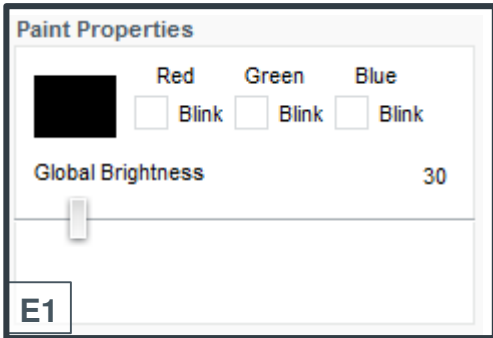 Paint Properties
Red Green Blue
Blink Blink Blink
Global Brightness 30
E1